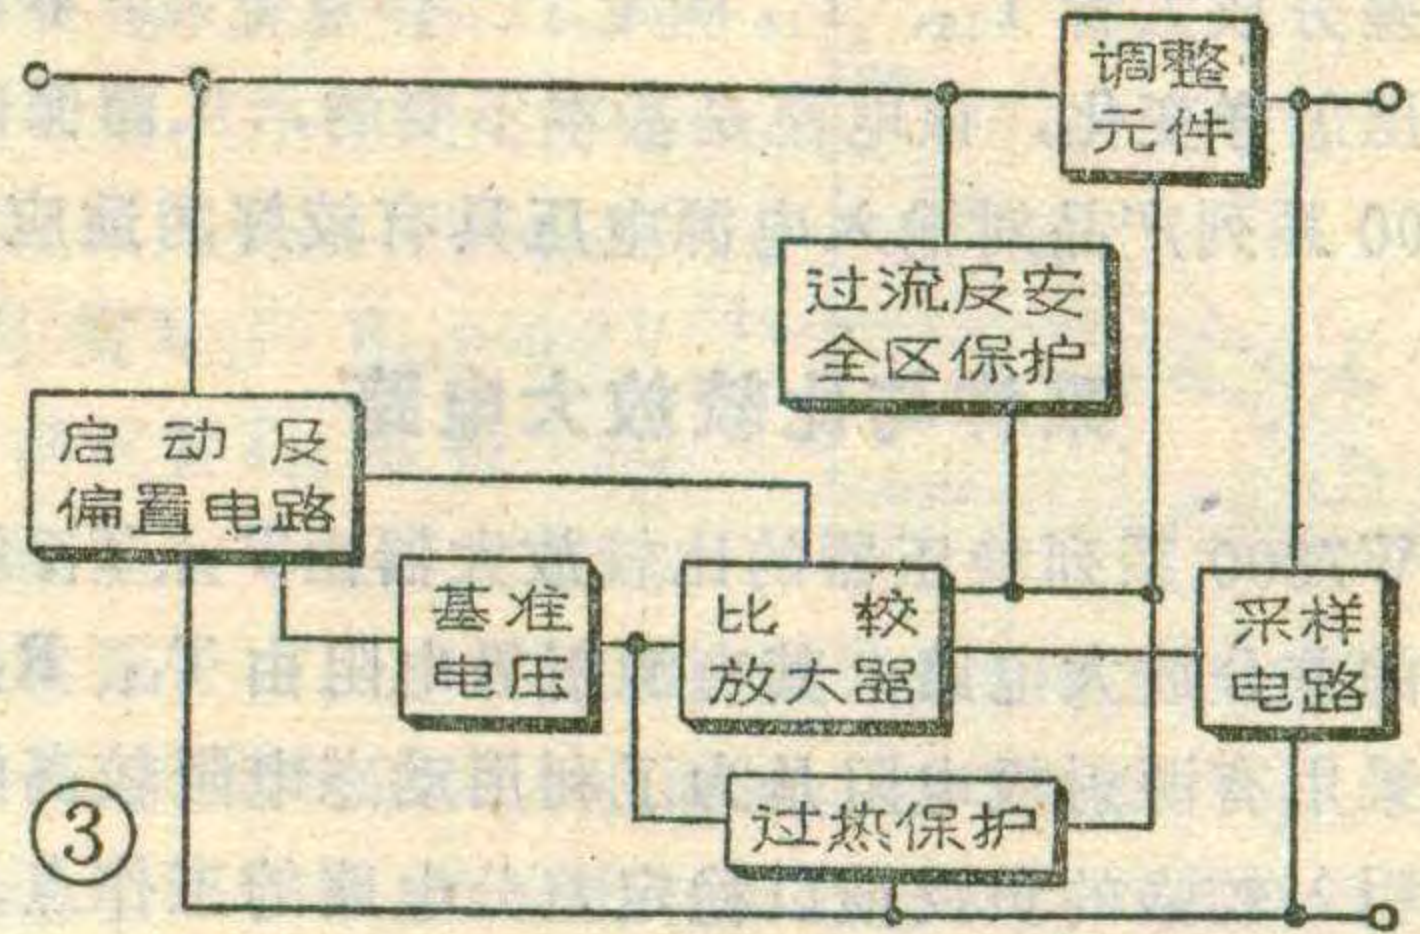 调整
元件
过流及安
全区保护
启动及
偏置电路
基准
电压
比较
放大器
采样
电路
过热保护
③